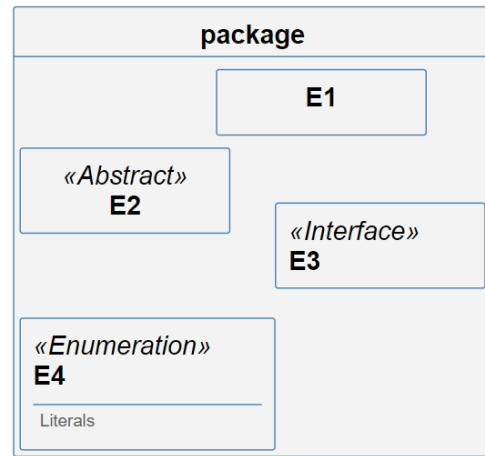 package
E1
«Abstract»
E2
«Interface»
E3
«Enumeration»
E4
Literals